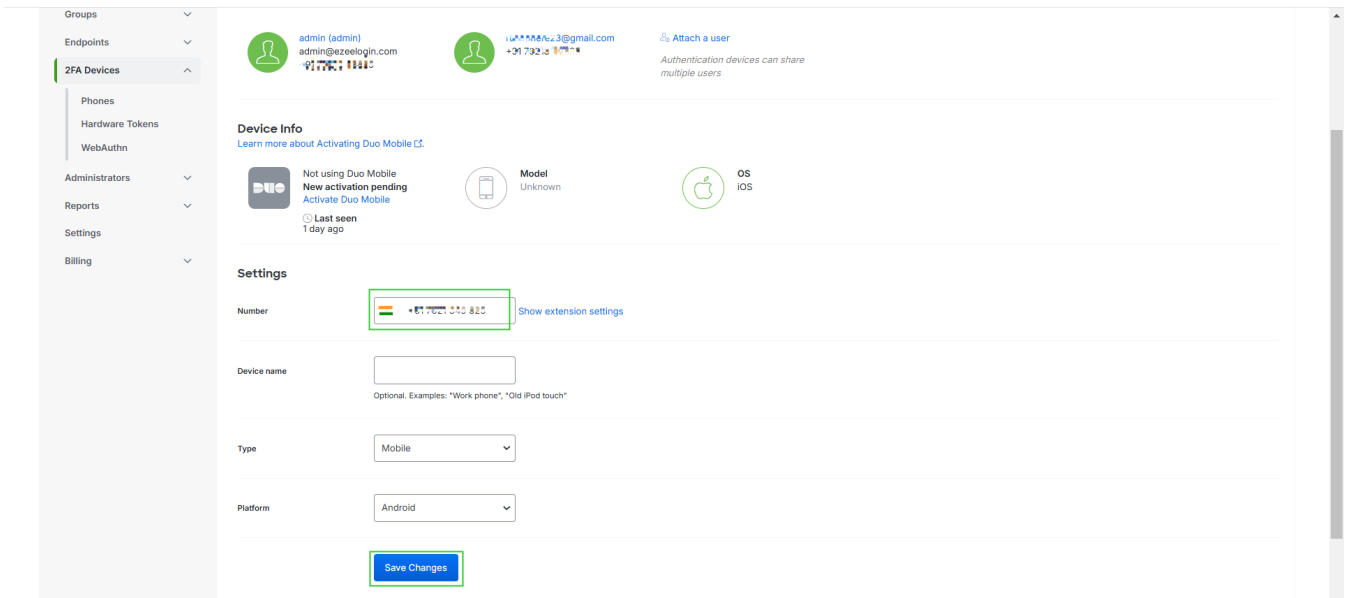 Groups
Endpoints
2FA Devices
Phones
Hardware Tokens
WebAuthn
Administrators
Reports
Settings
Billing
admin (admin)
admin@ezeelogin.com
23@gmail.com
Attach a user
Authentication devices can share
multiple users
Device Info
Learn more about Activating Duo Mobile.
DUO
Not using Duo Mobile
New activation pending
Activate Duo Mobile
Last seen
1 day ago
Model
Unknown
OS
iOS
Settings
Number
Show extension settings
Device name
Optional. Examples: "Work phone", "Old iPod touch"
Type
Mobile
Platform
Android
Save Changes